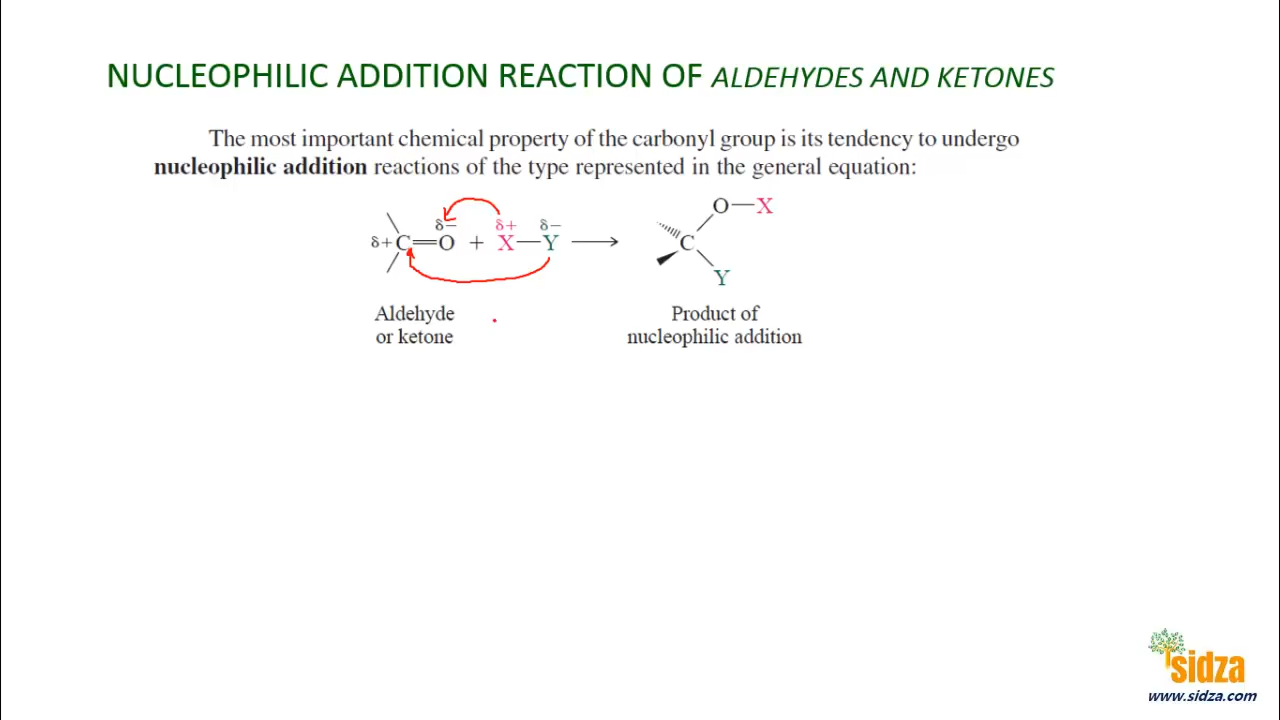 NUCLEOPHILIC ADDITION REACTION OF ALDEHYDES AND KETONES
The most important chemical property of the carbonyl group is its tendency to undergo
nucleophilic addition reactions of the type represented in the general equation:
δ− δ+ δ−
δ+ C=O + X—Y ⟶
O—X
C
Y
Aldehyde
or ketone
Product of
nucleophilic addition
sidza
www.sidza.com